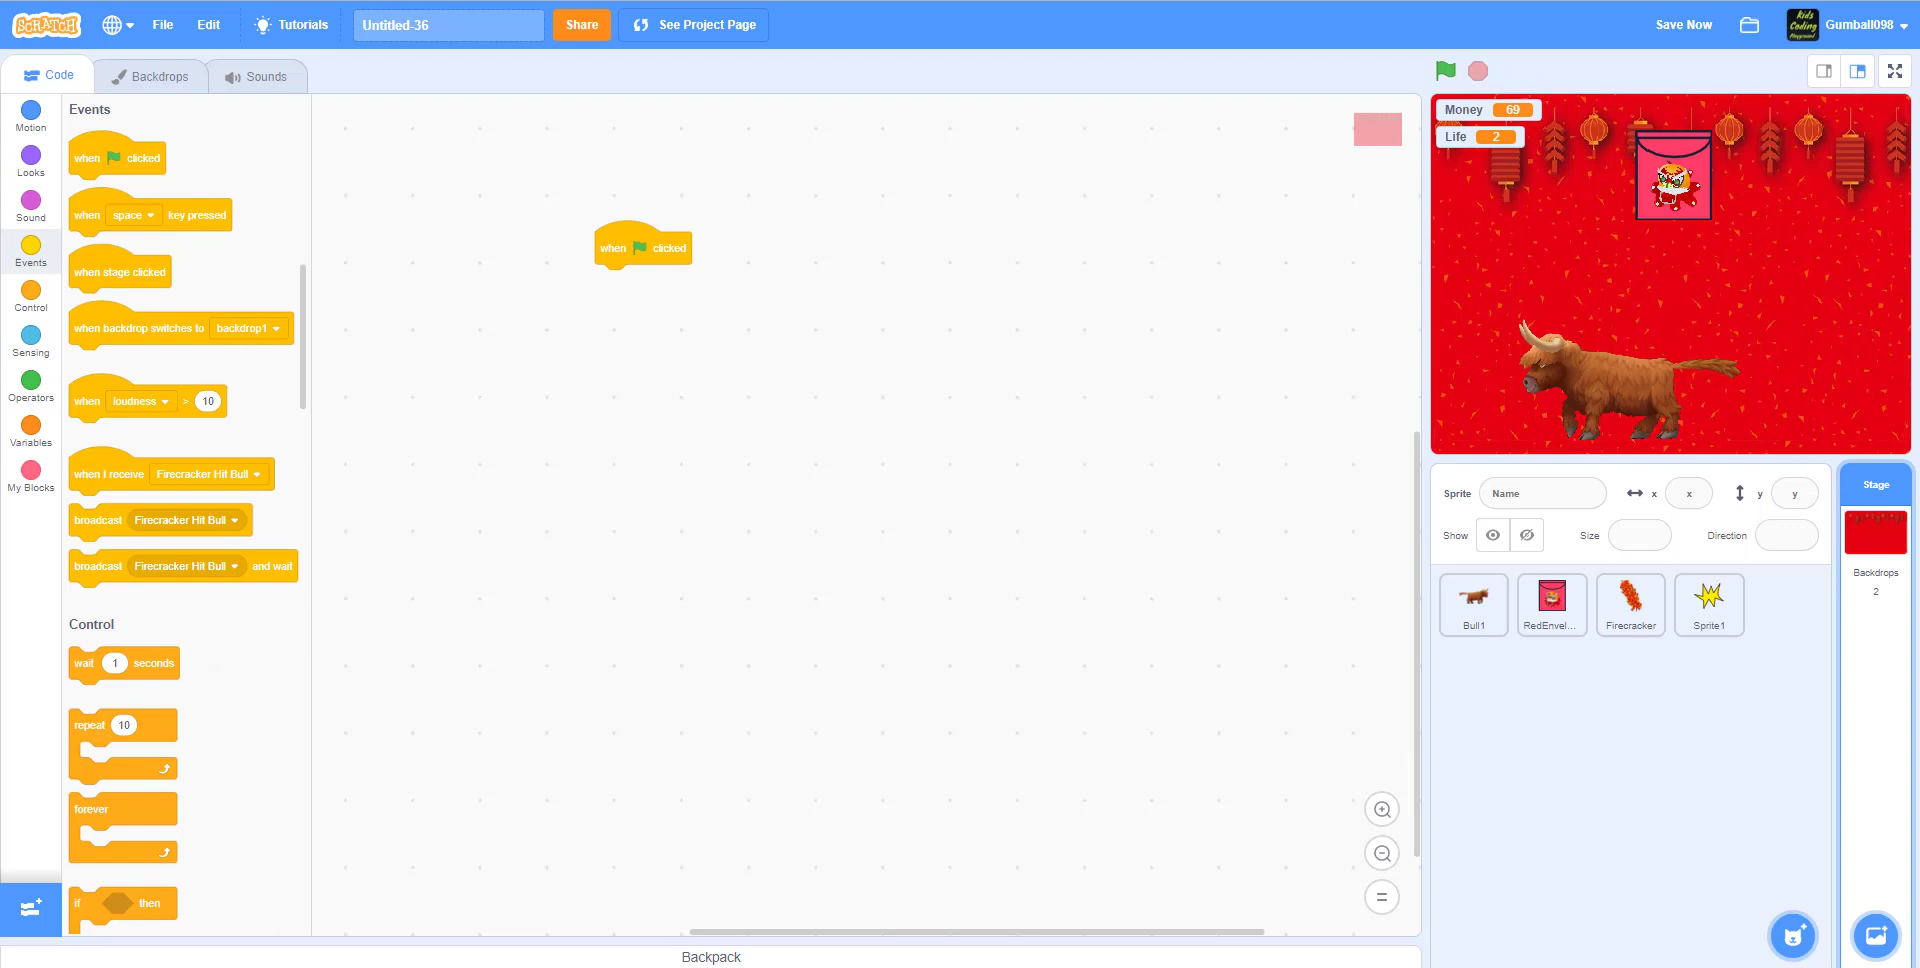 SCRATCH
File
Edit
Tutorials
Untitled-36
Share
See Project Page
Save Now
Kids
Coding
Playground
Gumball098
Code
Backdrops
Sounds
Motion
Looks
Sound
Events
Control
Sensing
Operators
Variables
My Blocks
Events
when clicked
when space key pressed
when stage clicked
when backdrop switches to backdrop1
when loudness > 10
when I receive Firecracker Hit Bull
broadcast Firecracker Hit Bull
broadcast Firecracker Hit Bull and wait
Control
wait 1 seconds
repeat 10
forever
if then
when clicked
Backpack
Money 69
Life 2
Sprite Name x x y y
Show Size Direction
Bull1
RedEnvel...
Firecracker
Sprite1
Stage
Backdrops
2